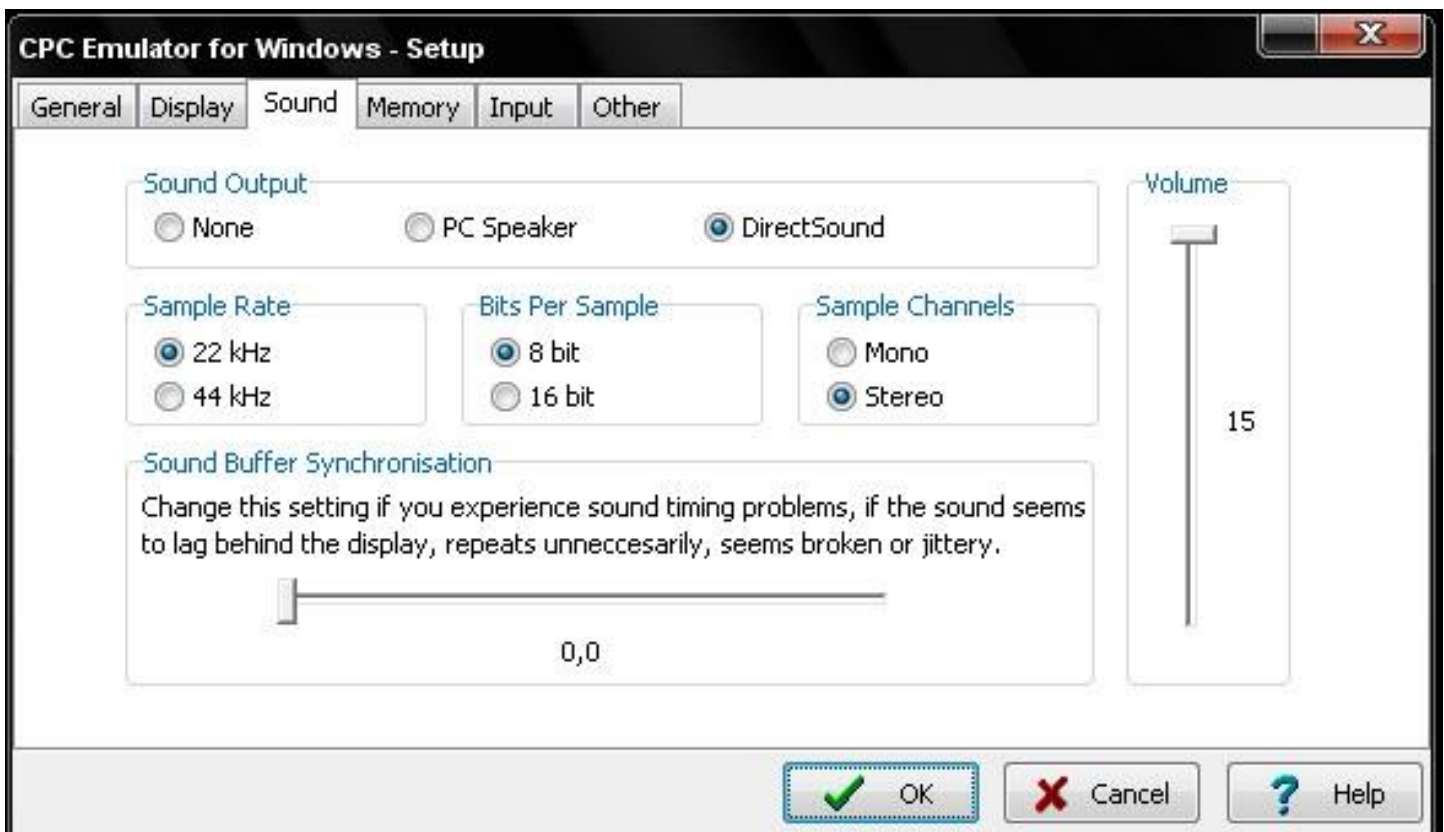 CPC Emulator for Windows - Setup
General Display Sound Memory Input Other
Sound Output
None PC Speaker DirectSound
Volume
Sample Rate
22 kHz
44 kHz
Bits Per Sample
8 bit
16 bit
Sample Channels
Mono
Stereo
15
Sound Buffer Synchronisation
Change this setting if you experience sound timing problems, if the sound seems
to lag behind the display, repeats unneccesarily, seems broken or jittery.
0,0
OK Cancel Help